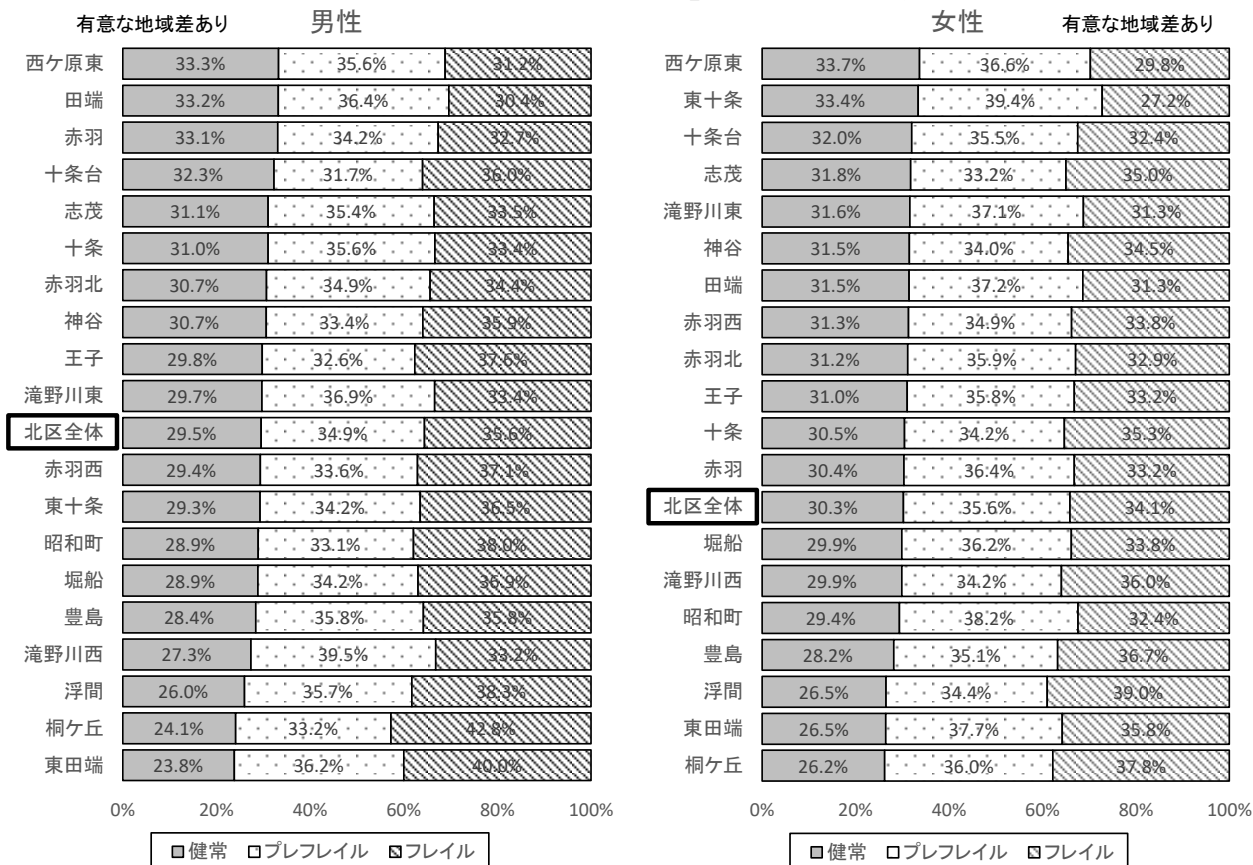 有意な地域差あり 男性
西ケ原東 33.3% 35.6% 31.2%
田端 33.2% 36.4% 30.4%
赤羽 33.1% 34.2% 32.7%
十条台 32.3% 31.7% 36.0%
志茂 31.1% 35.4% 33.5%
十条 31.0% 35.6% 33.4%
赤羽北 30.7% 34.9% 34.4%
神谷 30.7% 33.4% 35.9%
王子 29.8% 32.6% 37.6%
滝野川東 29.7% 36.9% 33.4%
北区全体 29.5% 34.9% 35.6%
赤羽西 29.4% 33.6% 37.1%
東十条 29.3% 34.2% 36.5%
昭和町 28.9% 33.1% 38.0%
堀船 28.9% 34.2% 36.9%
豊島 28.4% 35.8% 35.8%
滝野川西 27.3% 39.5% 33.2%
浮間 26.0% 35.7% 38.3%
桐ケ丘 24.1% 33.2% 42.8%
東田端 23.8% 36.2% 40.0%
0% 20% 40% 60% 80% 100%
健常 プレフレイル フレイル
女性 有意な地域差あり
西ケ原東 33.7% 36.6% 29.8%
東十条 33.4% 39.4% 27.2%
十条台 32.0% 35.5% 32.4%
志茂 31.8% 33.2% 35.0%
滝野川東 31.6% 37.1% 31.3%
神谷 31.5% 34.0% 34.5%
田端 31.5% 37.2% 31.3%
赤羽西 31.3% 34.9% 33.8%
赤羽北 31.2% 35.9% 32.9%
王子 31.0% 35.8% 33.2%
十条 30.5% 34.2% 35.3%
赤羽 30.4% 36.4% 33.2%
北区全体 30.3% 35.6% 34.1%
堀船 29.9% 36.2% 33.8%
滝野川西 29.9% 34.2% 36.0%
昭和町 29.4% 38.2% 32.4%
豊島 28.2% 35.1% 36.7%
浮間 26.5% 34.4% 39.0%
東田端 26.5% 37.7% 35.8%
桐ケ丘 26.2% 36.0% 37.8%
0% 20% 40% 60% 80% 100%
健常 プレフレイル フレイル